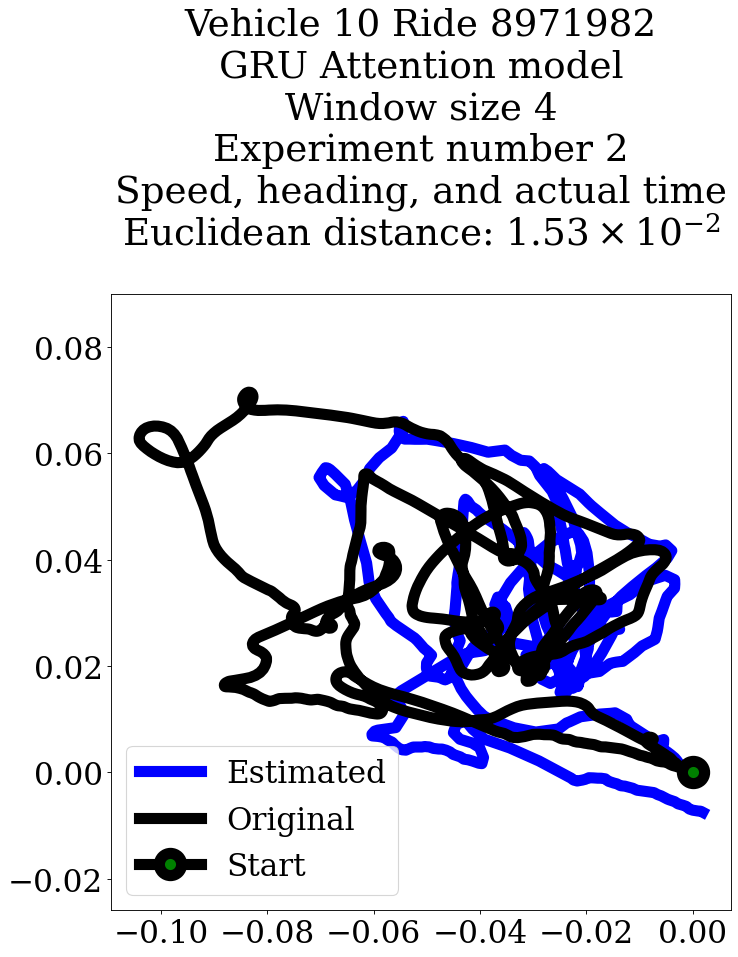 Vehicle 10 Ride 8971982
GRU Attention model
Window size 4
Experiment number 2
Speed, heading, and actual time
Euclidean distance: 1.53 × 10⁻²
0.08
0.06
0.04
0.02
0.00
−0.02
Estimated
Original
Start
−0.10 −0.08 −0.06 −0.04 −0.02 0.00